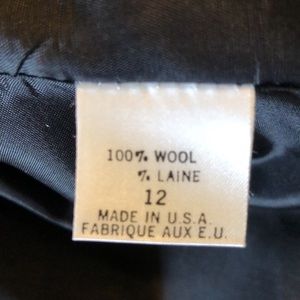 100% WOOL
% LAINE
12
MADE IN U.S.A.
FABRIQUE AUX E.U.